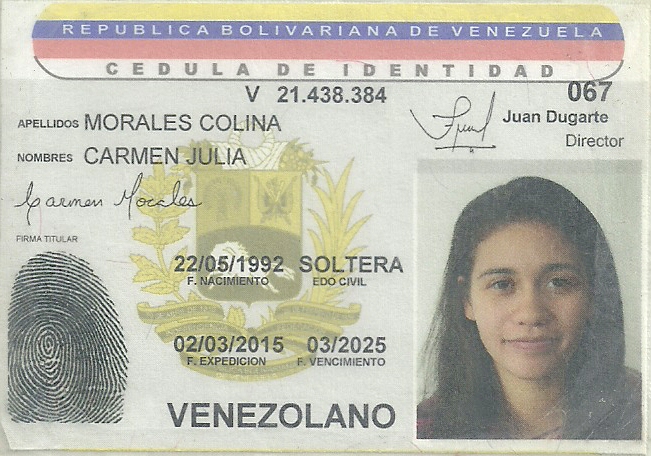 REPUBLICA BOLIVARIANA DE VENEZUELA
CEDULA DE IDENTIDAD
V 21.438.384
067
Juan Dugarte
Director
APELLIDOS MORALES COLINA
NOMBRES CARMEN JULIA
Carmen Morales
FIRMA TITULAR
22/05/1992 SOLTERA
F. NACIMIENTO EDO CIVIL
02/03/2015 03/2025
F. EXPEDICION F. VENCIMIENTO
VENEZOLANO